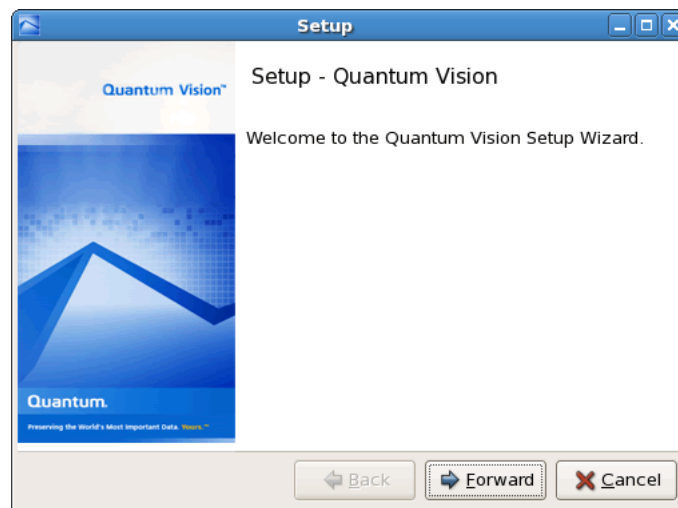 Setup
Quantum Vision™
Setup - Quantum Vision
Welcome to the Quantum Vision Setup Wizard.
Quantum.
Preserving the World's Most Important Data. Yours.™
Back
Forward
Cancel